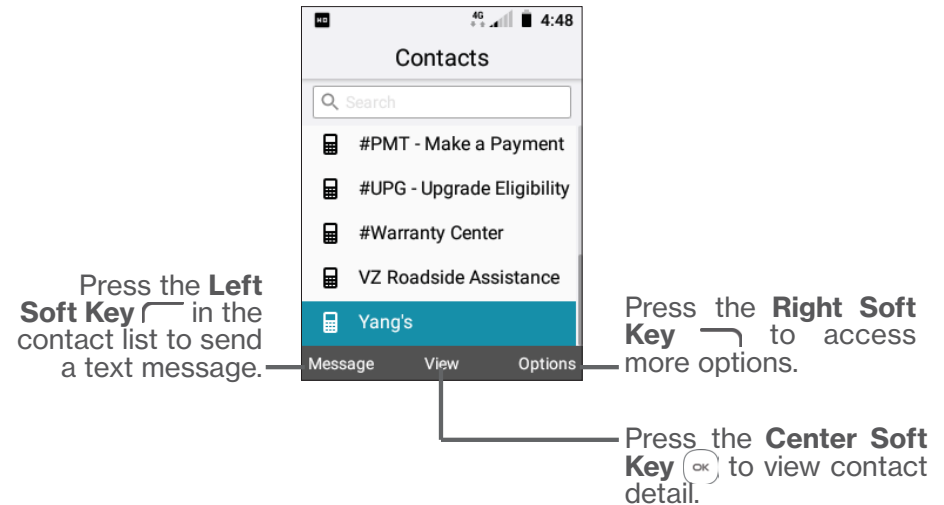 HD 4G 4:48
Contacts
Search
#PMT - Make a Payment
#UPG - Upgrade Eligibility
#Warranty Center
VZ Roadside Assistance
Yang's
Message View Options
Press the Left
Soft Key in the
contact list to send
a text message.
Press the Right Soft
Key to access
more options.
Press the Center Soft
Key OK to view contact
detail.